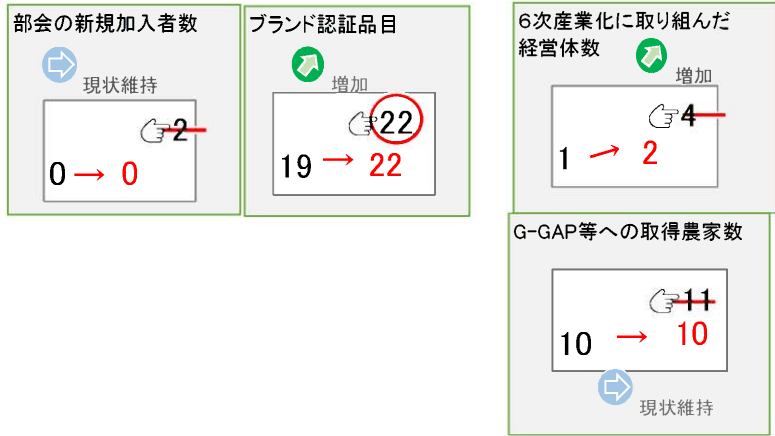 部会の新規加入者数
現状維持
2
0 → 0
ブランド認証品目
増加
22
19 → 22
6次産業化に取り組んだ
経営体数
増加
4
1 → 2
G-GAP等への取得農家数
11
10 → 10
現状維持